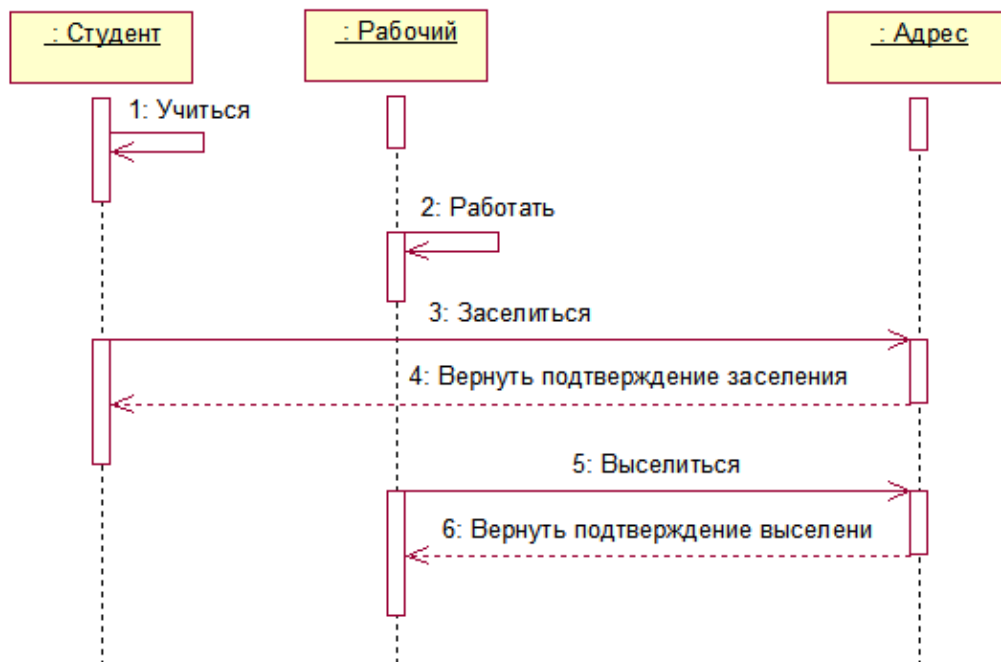 : Студент
: Рабочий
: Адрес
1: Учиться
2: Работать
3: Заселиться
4: Вернуть подтверждение заселения
5: Выселиться
6: Вернуть подтверждение выселени